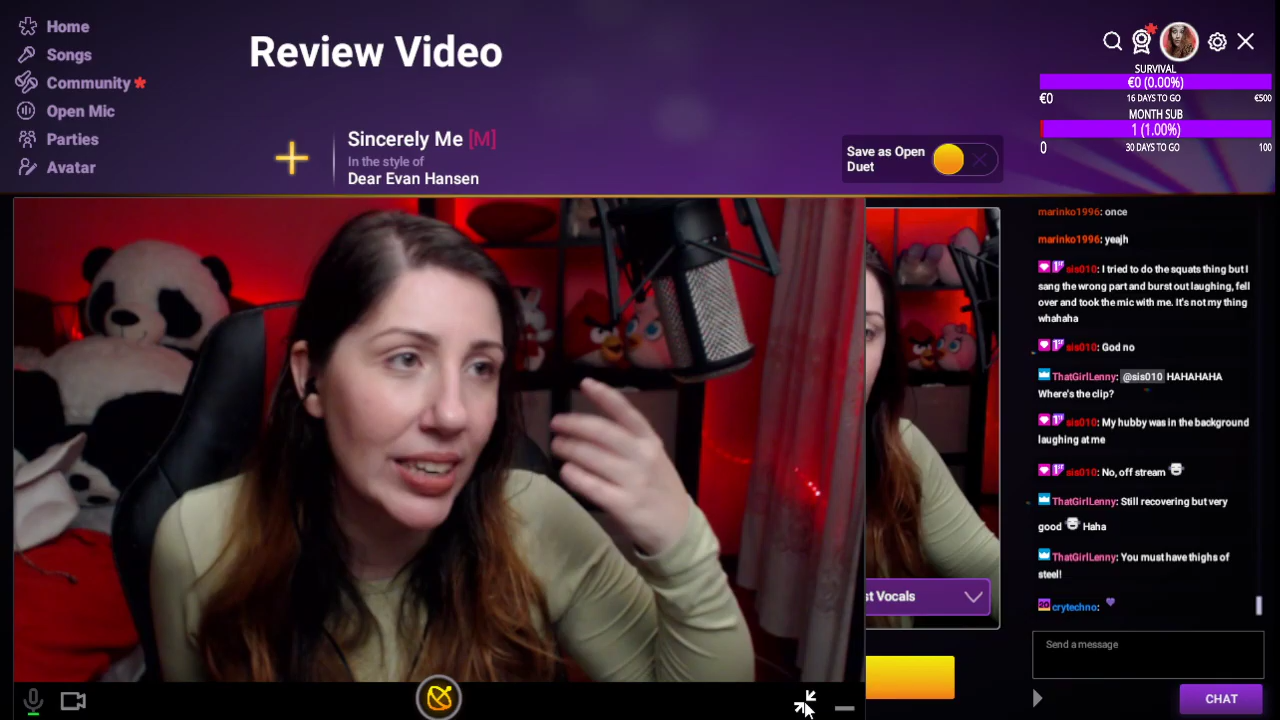 Home
Songs
Community
Open Mic
Parties
Avatar
Review Video
Sincerely Me [M]
In the style of
Dear Evan Hansen
Save as Open
Duet
SURVIVAL
€0 (0.00%)
€0 16 DAYS TO GO €500
MONTH SUB
1 (1.00%)
0 30 DAYS TO GO 100
marinko1996: once
marinko1996: yeajh
sis010: I tried to do the squats thing but I
sang the wrong part and burst out laughing, fell
over and took the mic with me. It's not my thing
whahaha
sis010: God no
ThatGirlLenny: @sis010 HAHAHAHA
Where's the clip?
sis010: My hubby was in the background
laughing at me
sis010: No, off stream
ThatGirlLenny: Still recovering but very
good Haha
ThatGirlLenny: You must have thighs of
steel!
crytechno:
st Vocals
Send a message
CHAT